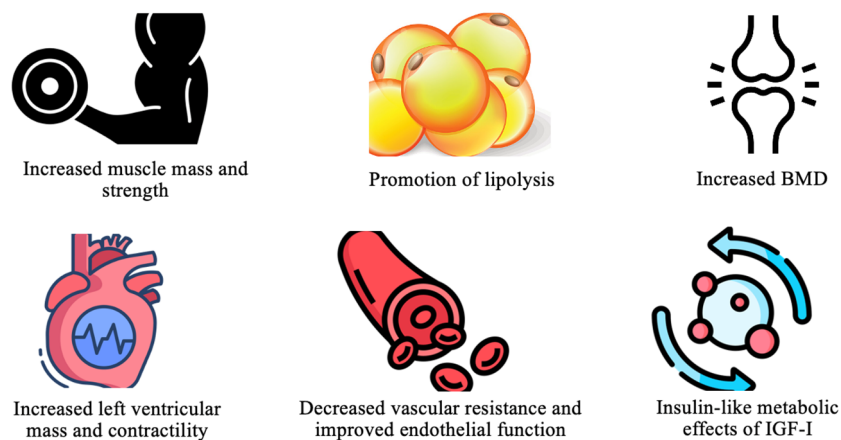 Increased muscle mass and
strength
Promotion of lipolysis
Increased BMD
Increased left ventricular
mass and contractility
Decreased vascular resistance and
improved endothelial function
Insulin-like metabolic
effects of IGF-I